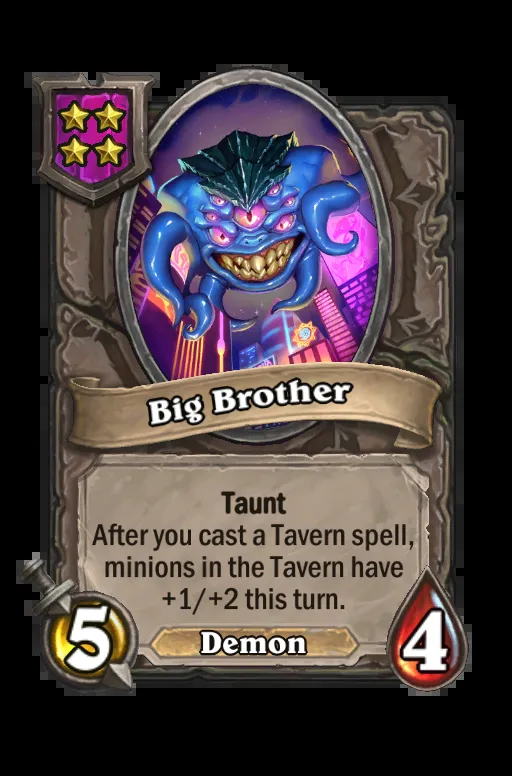 Big Brother
Taunt
After you cast a Tavern spell,
minions in the Tavern have
+1/+2 this turn.
5
Demon
4